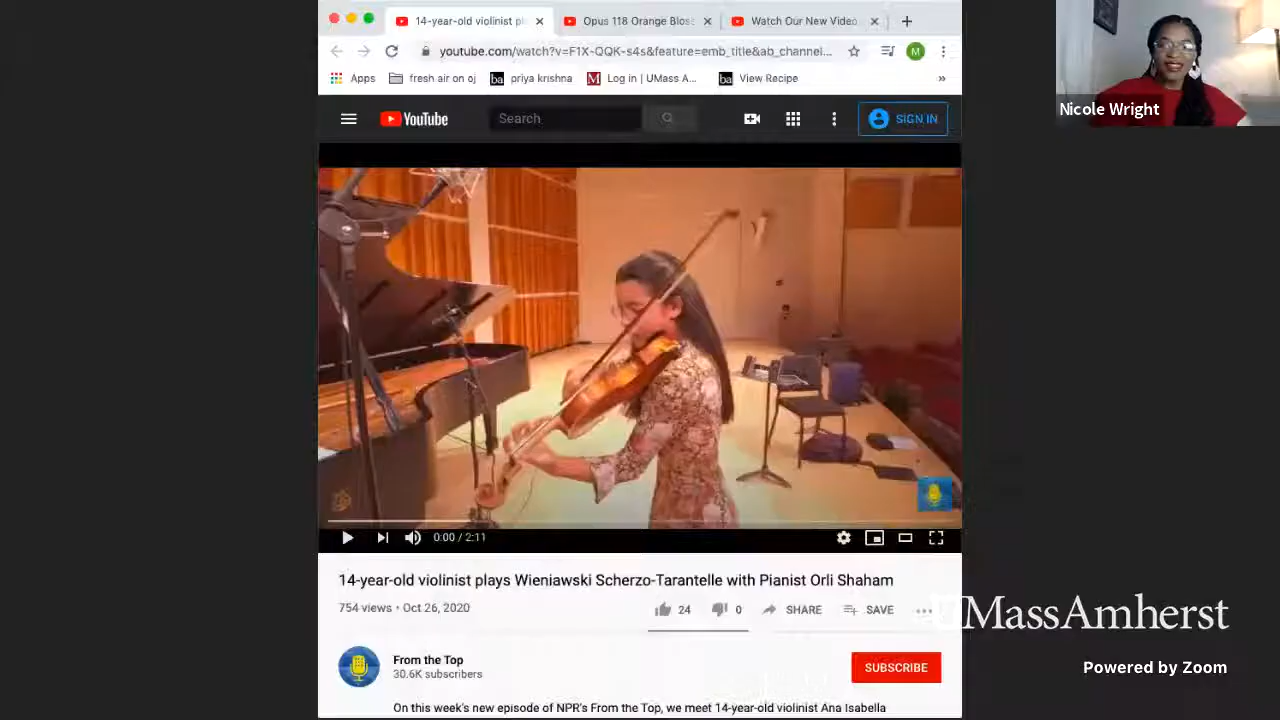 14-year-old violinist pl
Opus 118 Orange Blos
Watch Our New Video
youtube.com/watch?v=F1X-QQK-s4s&feature=emb_title&ab_channel...
M
Apps
fresh air on oj
ba priya krishna
M Log in | UMass A...
ba View Recipe
»
YouTube
Search
SIGN IN
Nicole Wright
0:00 / 2:11
14-year-old violinist plays Wieniawski Scherzo-Tarantelle with Pianist Orli Shaham
754 views • Oct 26, 2020
24
0
SHARE
SAVE
UMassAmherst
From the Top
30.6K subscribers
SUBSCRIBE
Powered by Zoom
On this week's new episode of NPR's From the Top, we meet 14-year-old violinist Ana Isabella